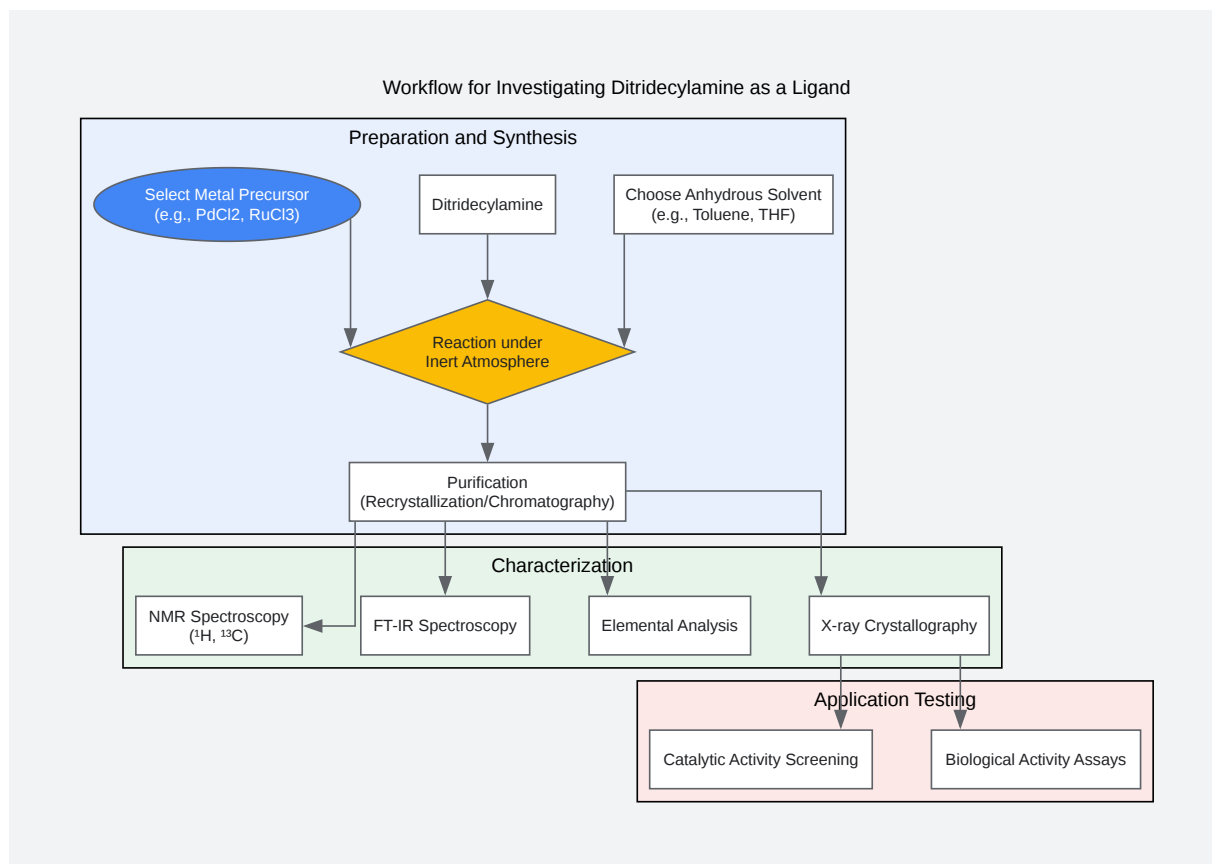 Workflow for Investigating Ditridecylamine as a Ligand
Preparation and Synthesis
Select Metal Precursor
(e.g., PdCl2, RuCl3)
Ditridecylamine
Choose Anhydrous Solvent
(e.g., Toluene, THF)
Reaction under
Inert Atmosphere
Purification
(Recrystallization/Chromatography)
Characterization
NMR Spectroscopy
(¹H, ¹³C)
FT-IR Spectroscopy
Elemental Analysis
X-ray Crystallography
Application Testing
Catalytic Activity Screening
Biological Activity Assays